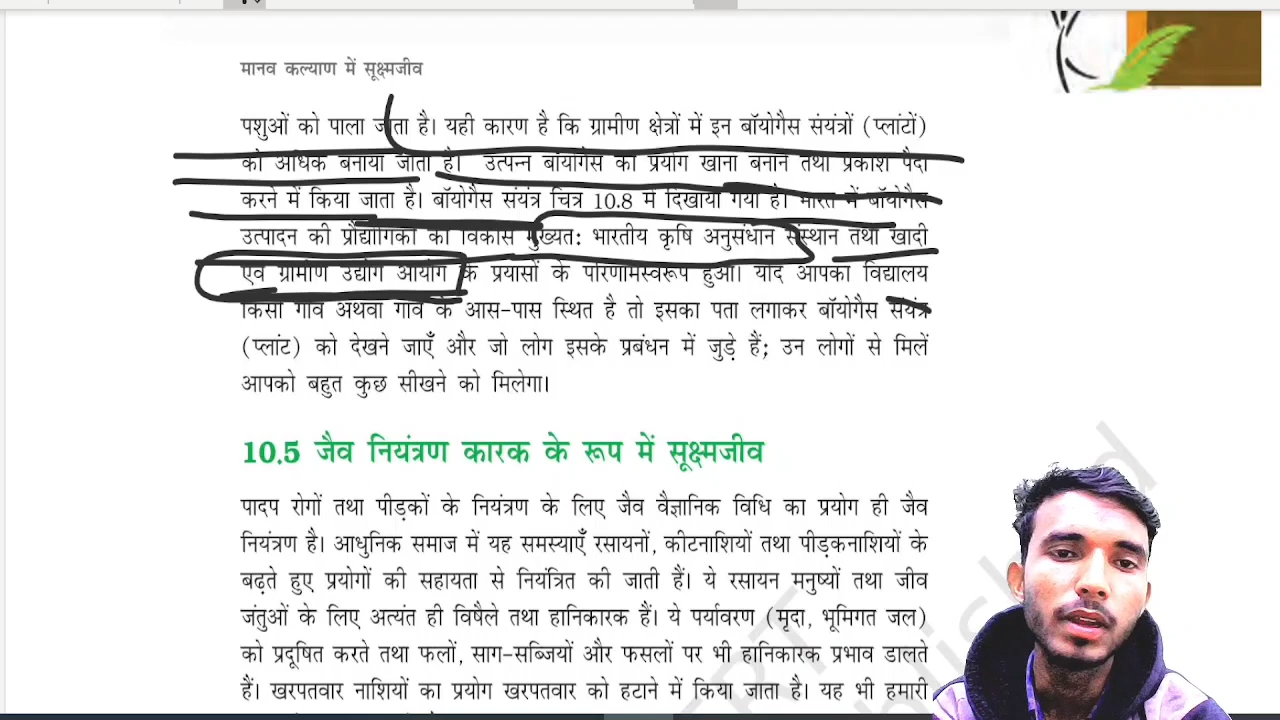 मानव कल्याण में सूक्ष्मजीव
पशुओं को पाला जाता है। यही कारण है कि ग्रामीण क्षेत्रों में इन बॉयोगैस संयंत्रों (प्लांटों)
को अधिक बनाया जाता है। उत्पन्न बॉयोगैस का प्रयोग खाना बनाने तथा प्रकाश पैदा
करने में किया जाता है। बॉयोगैस संयंत्र चित्र 10.8 में दिखाया गया है। भारत में बॉयोगैस
उत्पादन की प्रौद्योगिकी का विकास मुख्यत: भारतीय कृषि अनुसंधान संस्थान तथा खादी
एवं ग्रामीण उद्योग आयोग के प्रयासों के परिणामस्वरूप हुआ। यदि आपका विद्यालय
किसी गाँव अथवा गाँव के आस-पास स्थित है तो इसका पता लगाकर बॉयोगैस संयंत्र
(प्लांट) को देखने जाएँ और जो लोग इसके प्रबंधन में जुड़े हैं; उन लोगों से मिलें
आपको बहुत कुछ सीखने को मिलेगा।
10.5 जैव नियंत्रण कारक के रूप में सूक्ष्मजीव
पादप रोगों तथा पीड़कों के नियंत्रण के लिए जैव वैज्ञानिक विधि का प्रयोग ही जैव
नियंत्रण है। आधुनिक समाज में यह समस्याएँ रसायनों, कीटनाशियों तथा पीड़कनाशियों के
बढ़ते हुए प्रयोगों की सहायता से नियंत्रित की जाती हैं। ये रसायन मनुष्यों तथा जीव
जंतुओं के लिए अत्यंत ही विषैले तथा हानिकारक हैं। ये पर्यावरण (मृदा, भूमिगत जल)
को प्रदूषित करते तथा फलों, साग-सब्जियों और फसलों पर भी हानिकारक प्रभाव डालते
हैं। खरपतवार नाशियों का प्रयोग खरपतवार को हटाने में किया जाता है। यह भी हमारी